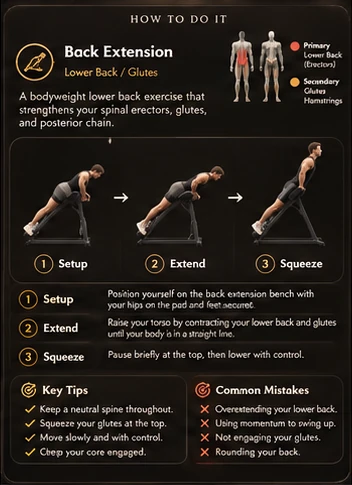 HOW TO DO IT
Back Extension
Lower Back / Glutes
A bodyweight lower back exercise that
strengthens your spinal erectors, glutes,
and posterior chain.
Primary
Lower Back
(Erectors)
Secondary
Glutes
Hamstrings
1 Setup
2 Extend
3 Squeeze
1 Setup
Position yourself on the back extension bench with
your hips on the pad and feet secured.
2 Extend
Raise your torso by contracting your lower back and glutes
until your body is in a straight line.
3 Squeeze
Pause briefly at the top, then lower with control.
Key Tips
Keep a neutral spine throughout.
Squeeze your glutes at the top.
Move slowly and with control.
Keep your core engaged.
Common Mistakes
Overextending your lower back.
Using momentum to swing up.
Not engaging your glutes.
Rounding your back.